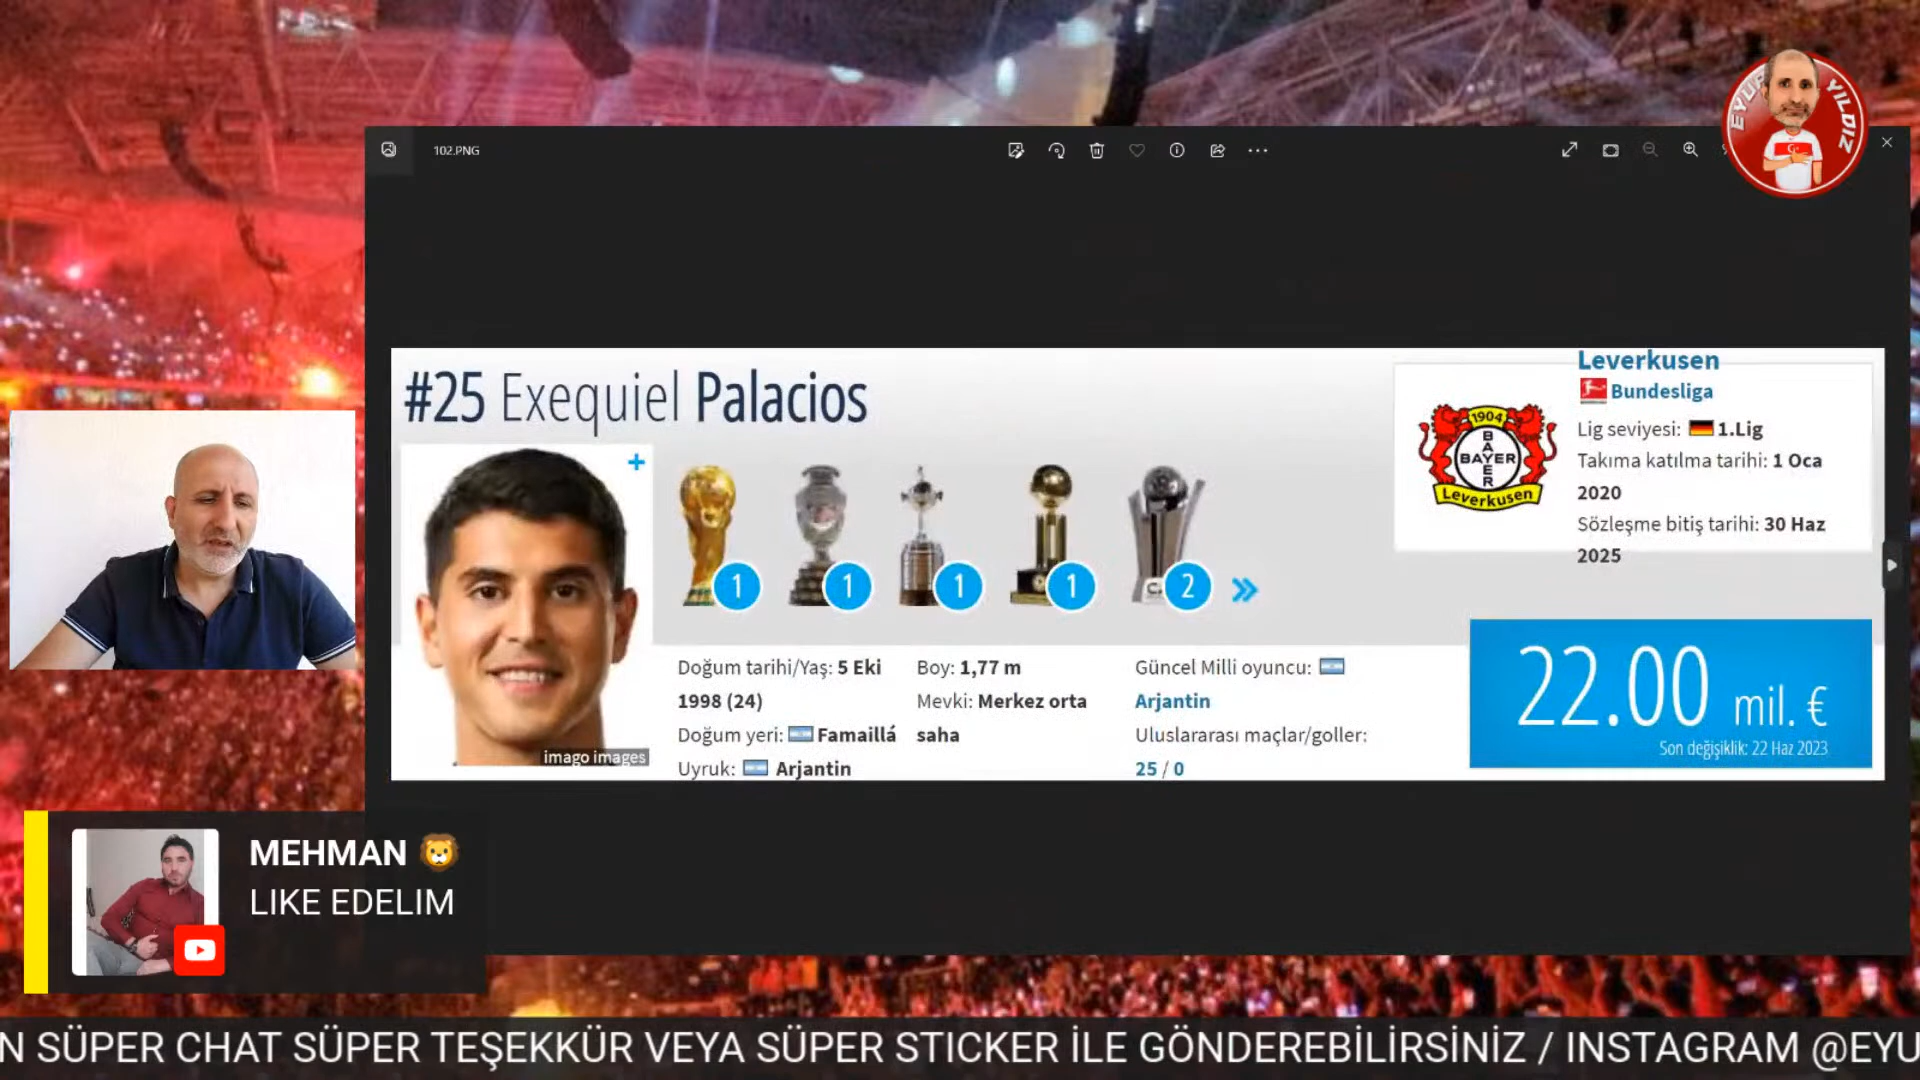 EYÜP YILDIZ
102.PNG
#25 Exequiel Palacios
+
imago images
1
1
1
1
2
Leverkusen
Bundesliga
Lig seviyesi: 1.Lig
Takıma katılma tarihi: 1 Oca
2020
Sözleşme bitiş tarihi: 30 Haz
2025
1904
BAYER
BAYER
Leverkusen
Doğum tarihi/Yaş: 5 Eki
1998 (24)
Doğum yeri: Famaillá
Uyruk: Arjantin
Boy: 1,77 m
Mevki: Merkez orta
saha
Güncel Milli oyuncu:
Arjantin
Uluslararası maçlar/goller:
25 / 0
22.00 mil. €
Son değişiklik: 22 Haz 2023
MEHMAN 🦁
LIKE EDELIM
N SÜPER CHAT SÜPER TEŞEKKÜR VEYA SÜPER STICKER İLE GÖNDEREBİLİRSİNİZ / INSTAGRAM @EYU